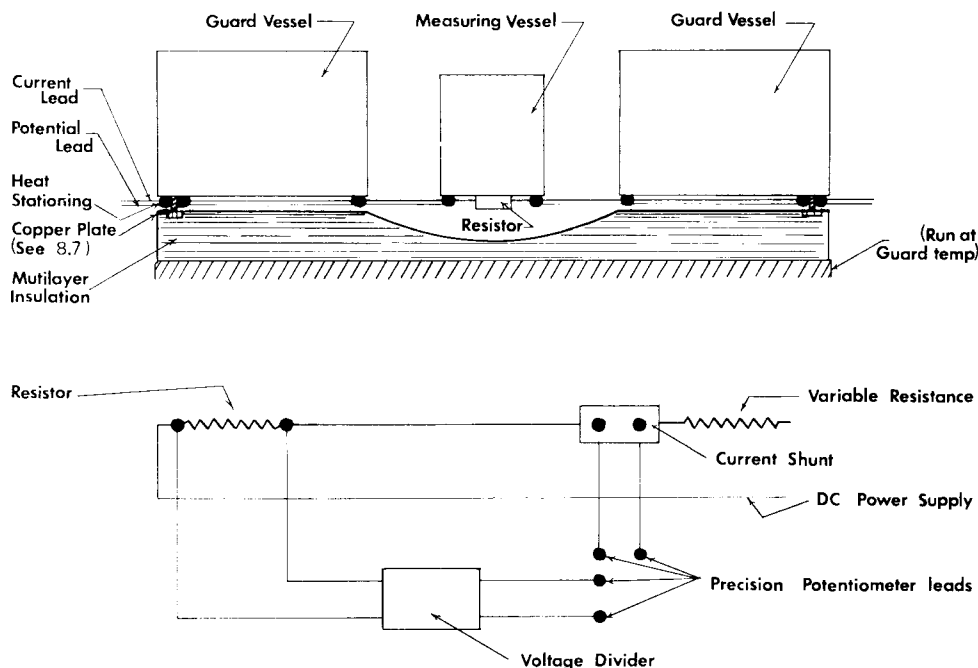 Guard Vessel
Measuring Vessel
Guard Vessel
Current
Lead
Potential
Lead
Heat
Stationing
Copper Plate
(See 8.7)
Mutilayer
Insulation
Resistor
(Run at
Guard temp)
Resistor
Variable Resistance
Current Shunt
DC Power Supply
Precision Potentiometer leads
Voltage Divider